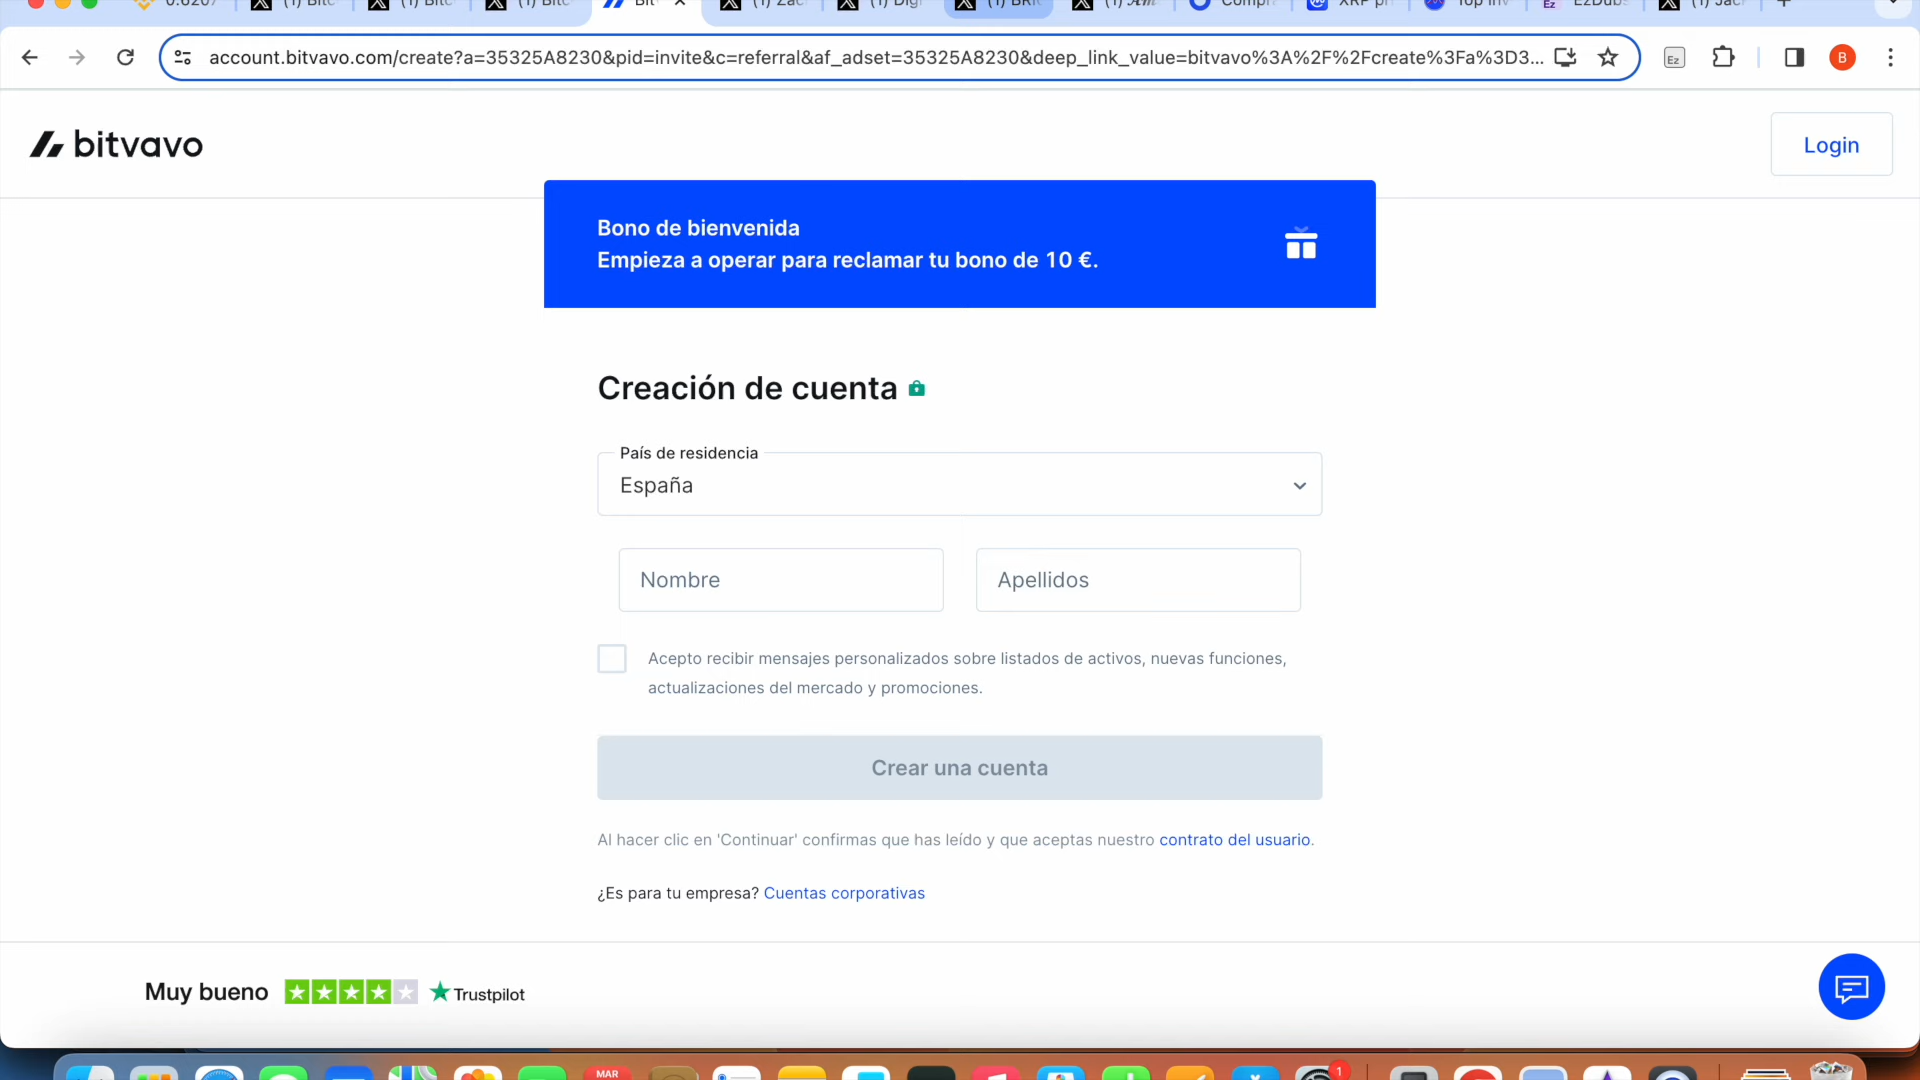 account.bitvavo.com/create?a=35325A8230&pid=invite&c=referral&af_adset=35325A8230&deep_link_value=bitvavo%3A%2F%2Fcreate%3Fa%3D3...
Ez
B
bitvavo
Login
Bono de bienvenida
Empieza a operar para reclamar tu bono de 10 €.
Creación de cuenta
País de residencia
España
Nombre
Apellidos
Acepto recibir mensajes personalizados sobre listados de activos, nuevas funciones,
actualizaciones del mercado y promociones.
Crear una cuenta
Al hacer clic en 'Continuar' confirmas que has leído y que aceptas nuestro contrato del usuario.
¿Es para tu empresa? Cuentas corporativas
Muy bueno
Trustpilot
MAR
1